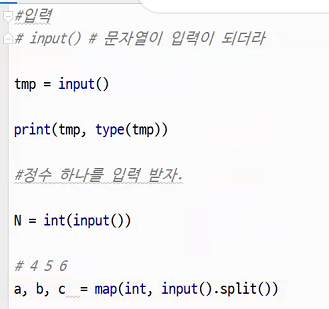 #입력
# input() # 문자열이 입력이 되더라
tmp = input()
print(tmp, type(tmp))
#정수 하나를 입력 받자.
N = int(input())
# 4 5 6
a, b, c = map(int, input().split())